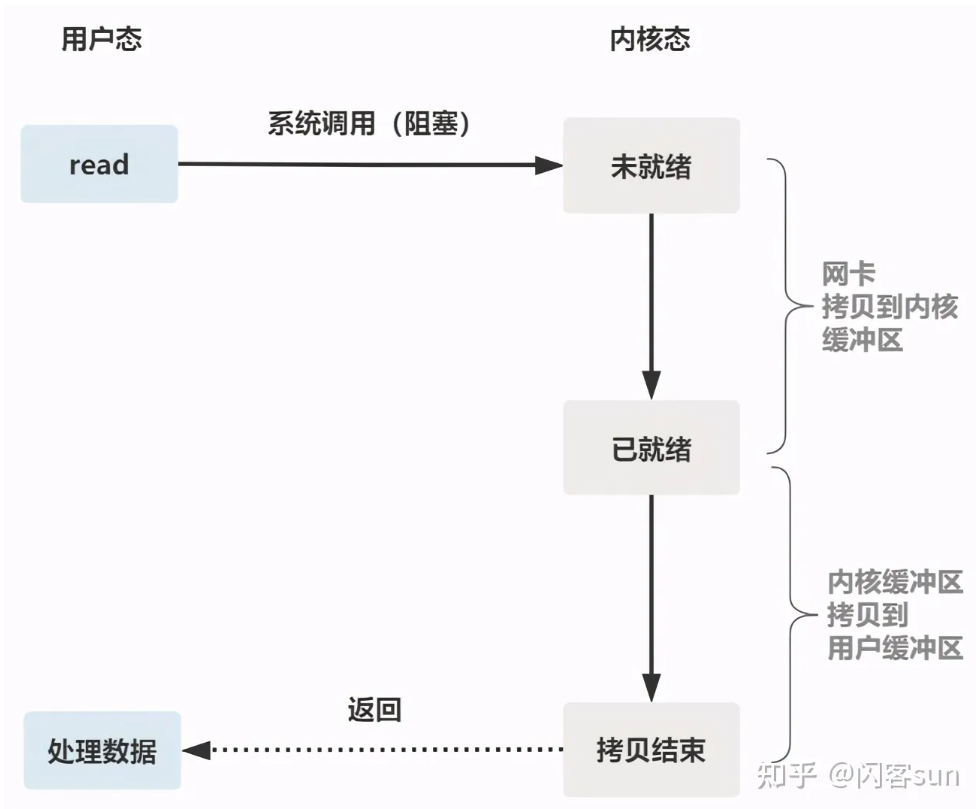 用户态
内核态
系统调用（阻塞）
read
未就绪
网卡
拷贝到内核
缓冲区
已就绪
内核缓冲区
拷贝到
用户缓冲区
返回
处理数据
拷贝结束
知乎 @闪客sun